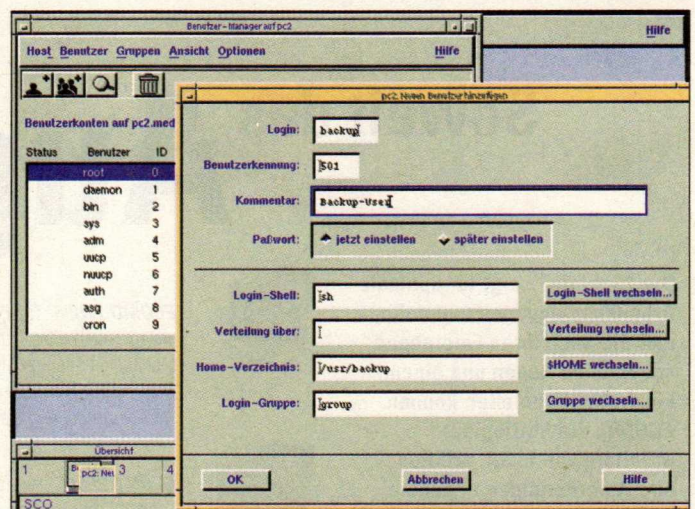 Benutzer-Manager auf pc2
Host Benutzer Gruppen Ansicht Optionen Hilfe
Hilfe
Benutzerkonten auf pc2.med
Status Benutzer ID
root 0
daemon 1
bin 2
sys 3
adm 4
uucp 5
nuucp 6
auth 7
asg 8
cron 9
pc2: Neuen Benutzer hinzufügen
Login: backup
Benutzerkennung: 501
Kommentar: Backup-User
Paßwort: jetzt einstellen später einstellen
Login-Shell: sh Login-Shell wechseln...
Verteilung über: Verteilung wechseln...
Home-Verzeichnis: /usr/backup $HOME wechseln...
Login-Gruppe: group Gruppe wechseln...
OK Abbrechen Hilfe
Übersicht
1 pc2: Neu 3 4
SCO